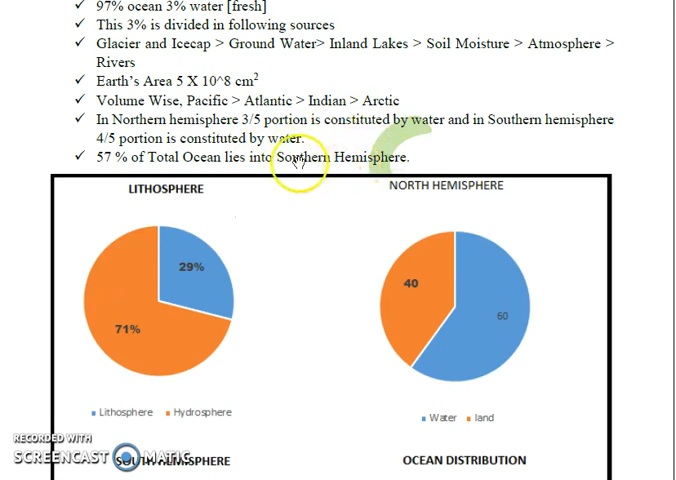 97% ocean 3% water [fresh]
This 3% is divided in following sources
Glacier and Icecap > Ground Water> Inland Lakes > Soil Moisture > Atmosphere >
Rivers
Earth's Area 5 X 10^8 cm2
Volume Wise, Pacific > Atlantic > Indian > Arctic
In Northern hemisphere 3/5 portion is constituted by water and in Southern hemisphere
4/5 portion is constituted by water.
57 % of Total Ocean lies into Southern Hemisphere.
LITHOSPHERE
29%
71%
Lithosphere Hydrosphere
NORTH HEMISPHERE
40
60
Water land
RECORDED WITH
SCREENCAST MATIC
SOUTH HEMISPHERE
OCEAN DISTRIBUTION